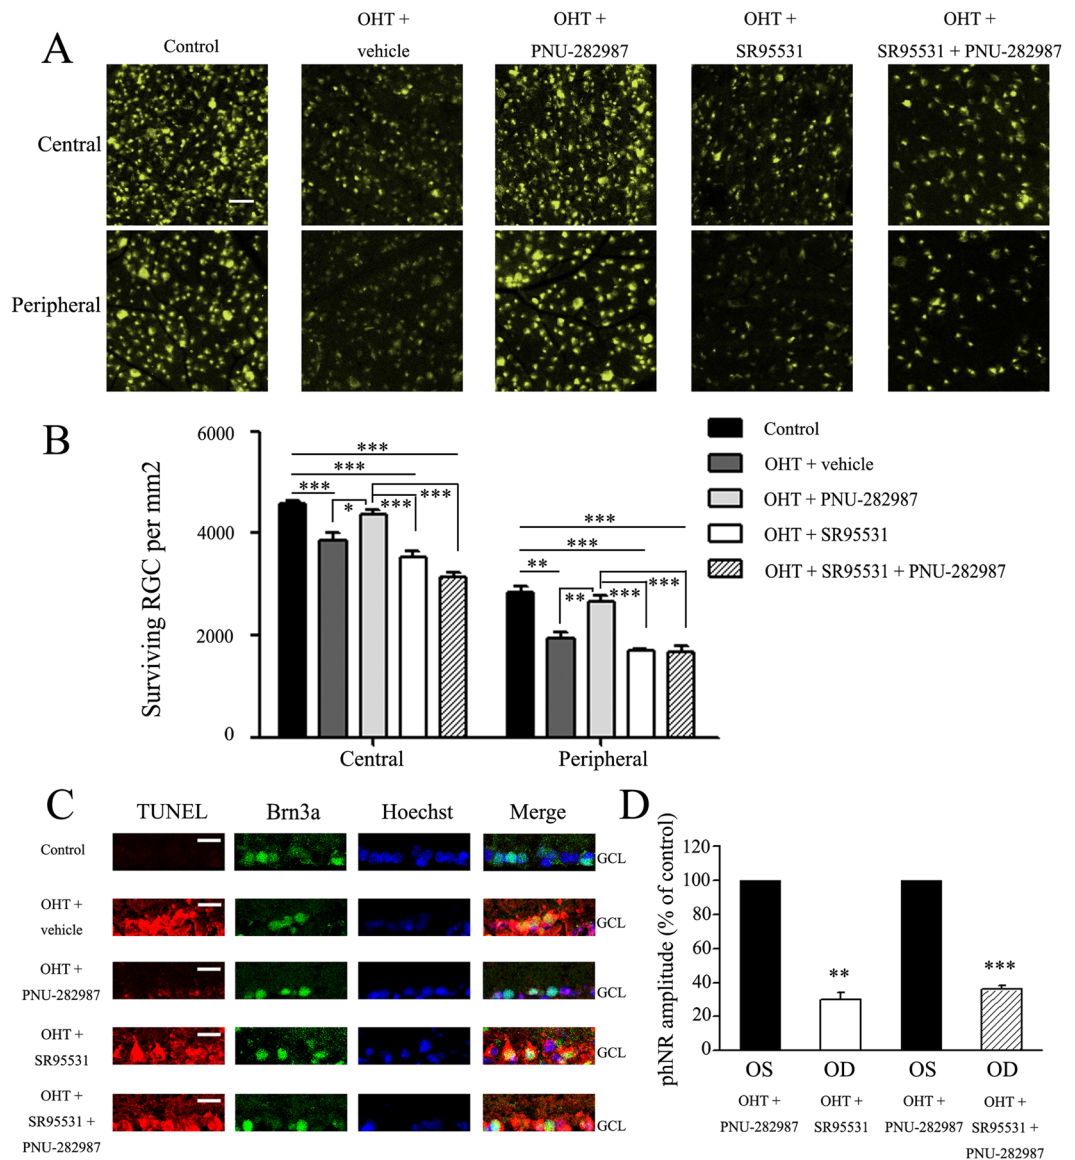 A
Control
OHT +
vehicle
OHT +
PNU-282987
OHT +
SR95531
OHT +
SR95531 + PNU-282987
Central
Peripheral
B
Surviving RGC per mm2
6000
4000
2000
0
***
***
***
*
***
***
***
***
**
**
***
***
Central
Peripheral
Control
OHT + vehicle
OHT + PNU-282987
OHT + SR95531
OHT + SR95531 + PNU-282987
C
TUNEL
Brn3a
Hoechst
Merge
Control
GCL
OHT +
vehicle
GCL
OHT +
PNU-282987
GCL
OHT +
SR95531
GCL
OHT +
SR95531 +
PNU-282987
GCL
D
phNR amplitude (% of control)
120
100
80
60
40
20
0
**
***
OS
OD
OS
OD
OHT +
PNU-282987
OHT +
SR95531
OHT +
PNU-282987
OHT +
SR95531 +
PNU-282987